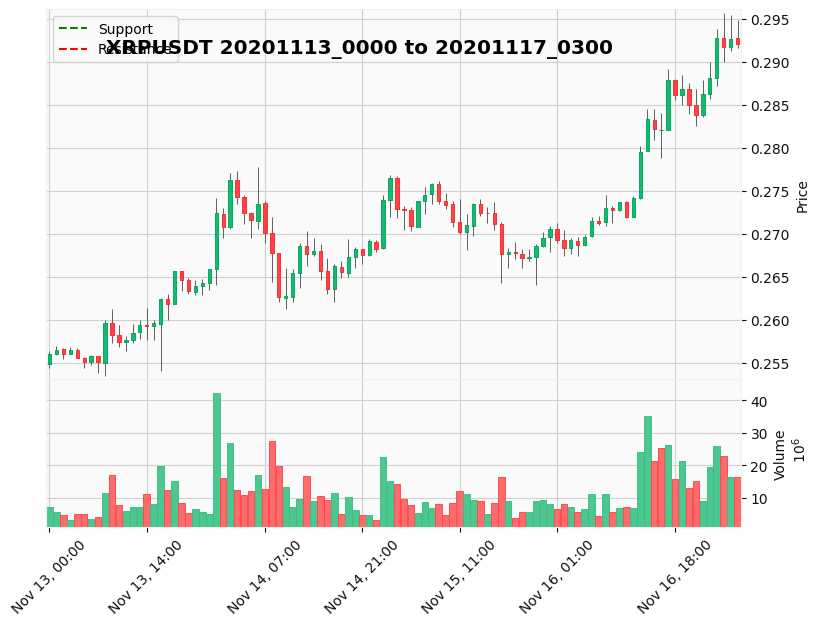 Support
Resistance
XRPUSDT 20201113_0000 to 20201117_0300
0.295
0.290
0.285
0.280
0.275
0.270
0.265
0.260
0.255
Price
40
30
20
10
Volume
10^6
Nov 13, 00:00
Nov 13, 14:00
Nov 14, 07:00
Nov 14, 21:00
Nov 15, 11:00
Nov 16, 01:00
Nov 16, 18:00